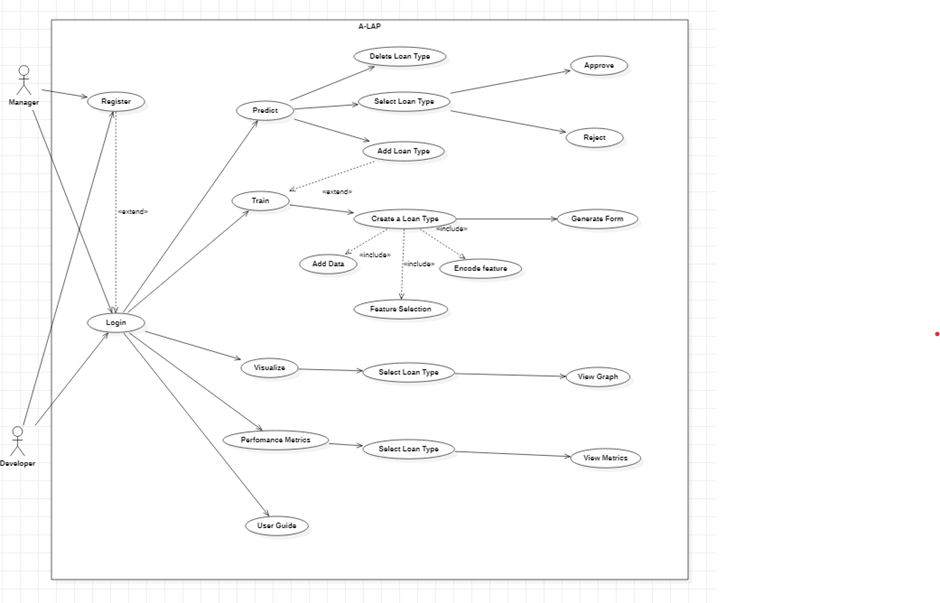 A-LAP
Delete Loan Type
Approve
Manager
Register
Predict
Select Loan Type
Reject
Add Loan Type
«extend»
Train
«extend»
Create a Loan Type
Generate Form
«include»
Add Data
«include»
«include»
Encode feature
Feature Selection
Login
Visualize
Select Loan Type
View Graph
Perfomance Metrics
Select Loan Type
View Metrics
Developer
User Guide